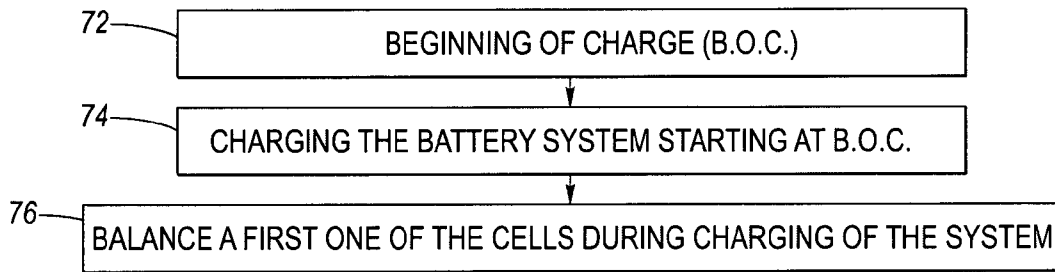 72
BEGINNING OF CHARGE (B.O.C.)
74
CHARGING THE BATTERY SYSTEM STARTING AT B.O.C.
76
BALANCE A FIRST ONE OF THE CELLS DURING CHARGING OF THE SYSTEM